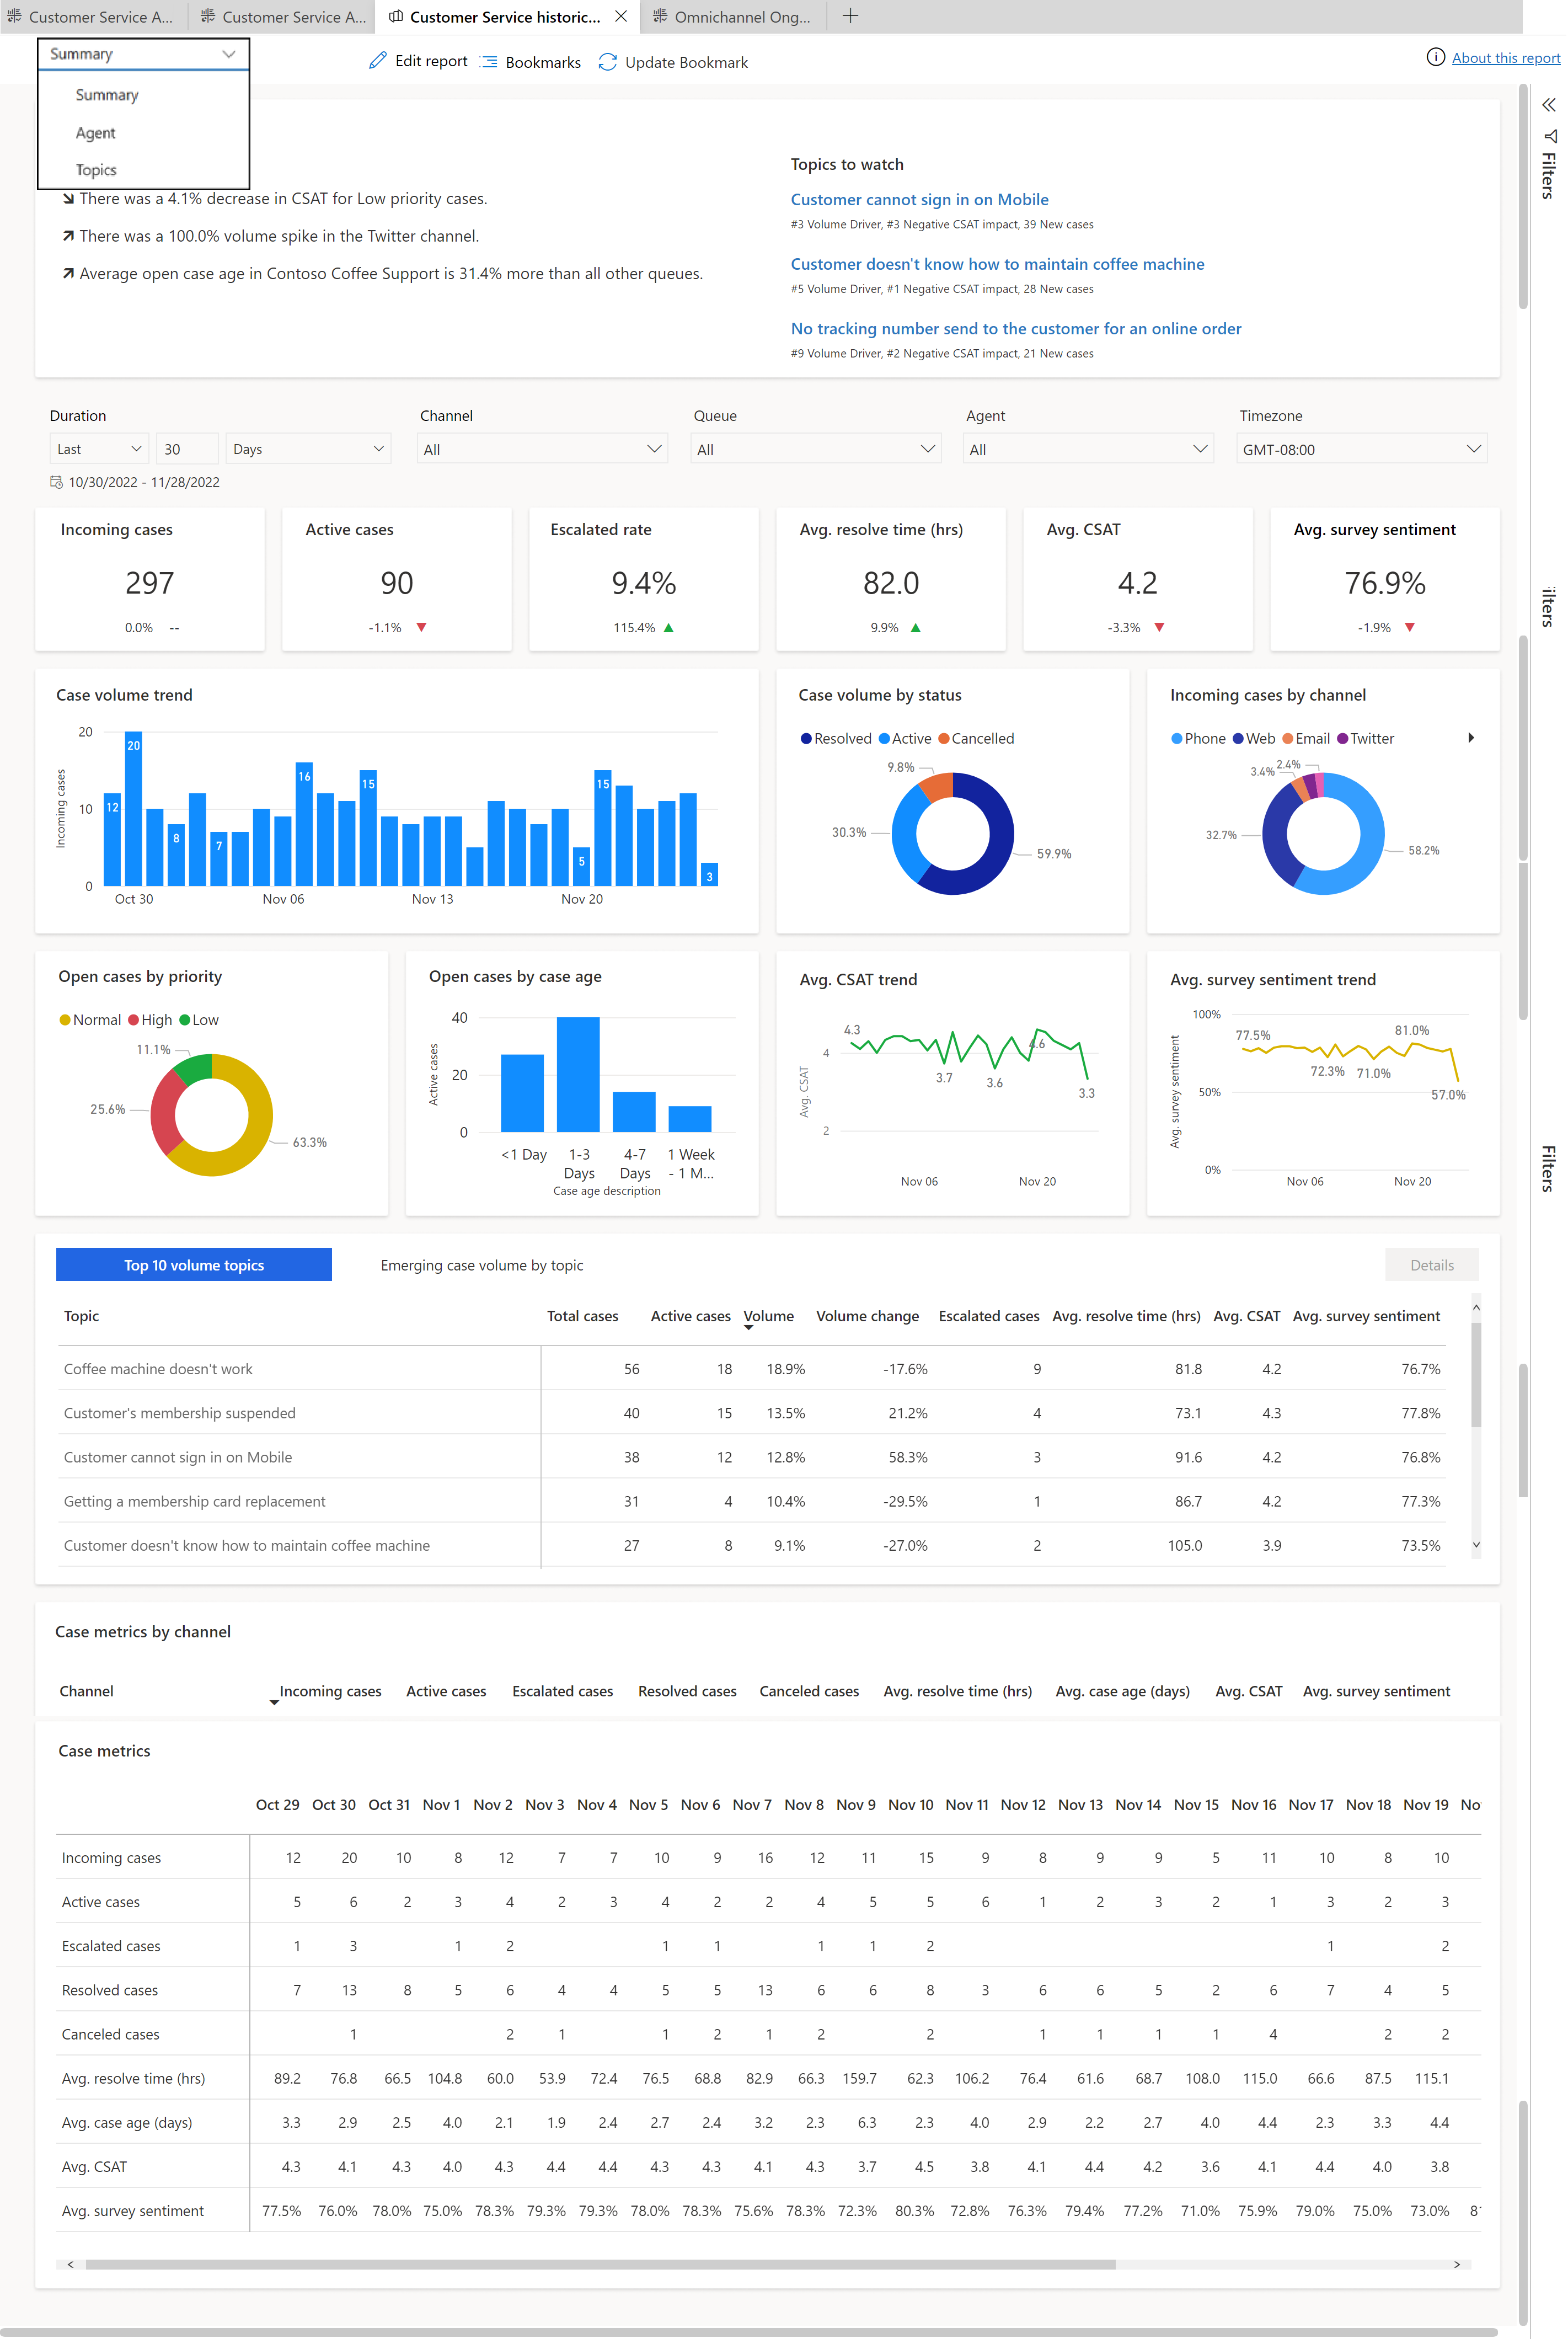 Customer Service A...
Customer Service A...
Customer Service historic...
Omnichannel Ong...
Summary
Summary
Agent
Topics
Edit report
Bookmarks
Update Bookmark
About this report
Filters
There was a 4.1% decrease in CSAT for Low priority cases.
There was a 100.0% volume spike in the Twitter channel.
Average open case age in Contoso Coffee Support is 31.4% more than all other queues.
Topics to watch
Customer cannot sign in on Mobile
#3 Volume Driver, #3 Negative CSAT impact, 39 New cases
Customer doesn't know how to maintain coffee machine
#5 Volume Driver, #1 Negative CSAT impact, 28 New cases
No tracking number send to the customer for an online order
#9 Volume Driver, #2 Negative CSAT impact, 21 New cases
Duration Channel Queue Agent Timezone
Last 30 Days All All All GMT-08:00
10/30/2022 - 11/28/2022
Incoming cases Active cases Escalated rate Avg. resolve time (hrs) Avg. CSAT Avg. survey sentiment
297 90 9.4% 82.0 4.2 76.9%
0.0% -- -1.1% 115.4% 9.9% -3.3% -1.9%
ilters
Case volume trend
Incoming cases
20
10
0
12 20 8 7 16 15 5 15 3
Oct 30 Nov 06 Nov 13 Nov 20
Case volume by status
Resolved Active Cancelled
9.8%
30.3%
59.9%
Incoming cases by channel
Phone Web Email Twitter
2.4%
3.4%
32.7%
58.2%
Open cases by priority
Normal High Low
11.1%
25.6%
63.3%
Open cases by case age
Active cases
40
20
0
<1 Day 1-3 Days 4-7 Days 1 Week - 1 M...
Case age description
Avg. CSAT trend
Avg. CSAT
4
2
4.3 3.7 3.6 4.6 3.3
Nov 06 Nov 20
Avg. survey sentiment trend
Avg. survey sentiment
100%
50%
0%
77.5% 72.3% 71.0% 81.0% 57.0%
Nov 06 Nov 20
Filters
Top 10 volume topics Emerging case volume by topic Details
Topic Total cases Active cases Volume Volume change Escalated cases Avg. resolve time (hrs) Avg. CSAT Avg. survey sentiment
Coffee machine doesn't work 56 18 18.9% -17.6% 9 81.8 4.2 76.7%
Customer's membership suspended 40 15 13.5% 21.2% 4 73.1 4.3 77.8%
Customer cannot sign in on Mobile 38 12 12.8% 58.3% 3 91.6 4.2 76.8%
Getting a membership card replacement 31 4 10.4% -29.5% 1 86.7 4.2 77.3%
Customer doesn't know how to maintain coffee machine 27 8 9.1% -27.0% 2 105.0 3.9 73.5%
Case metrics by channel
Channel Incoming cases Active cases Escalated cases Resolved cases Canceled cases Avg. resolve time (hrs) Avg. case age (days) Avg. CSAT Avg. survey sentiment
Case metrics
Oct 29 Oct 30 Oct 31 Nov 1 Nov 2 Nov 3 Nov 4 Nov 5 Nov 6 Nov 7 Nov 8 Nov 9 Nov 10 Nov 11 Nov 12 Nov 13 Nov 14 Nov 15 Nov 16 Nov 17 Nov 18 Nov 19 No
Incoming cases 12 20 10 8 12 7 7 10 9 16 12 11 15 9 8 9 9 5 11 10 8 10
Active cases 5 6 2 3 4 2 3 4 2 2 4 5 5 6 1 2 3 2 1 3 2 3
Escalated cases 1 3 1 2 1 1 1 1 2 1 2
Resolved cases 7 13 8 5 6 4 4 5 5 13 6 6 8 3 6 6 5 2 6 7 4 5
Canceled cases 1 2 1 1 2 1 2 2 1 1 1 1 4 2 2
Avg. resolve time (hrs) 89.2 76.8 66.5 104.8 60.0 53.9 72.4 76.5 68.8 82.9 66.3 159.7 62.3 106.2 76.4 61.6 68.7 108.0 115.0 66.6 87.5 115.1
Avg. case age (days) 3.3 2.9 2.5 4.0 2.1 1.9 2.4 2.7 2.4 3.2 2.3 6.3 2.3 4.0 2.9 2.2 2.7 4.0 4.4 2.3 3.3 4.4
Avg. CSAT 4.3 4.1 4.3 4.0 4.3 4.4 4.4 4.3 4.3 4.1 4.3 3.7 4.5 3.8 4.1 4.4 4.2 3.6 4.1 4.4 4.0 3.8
Avg. survey sentiment 77.5% 76.0% 78.0% 75.0% 78.3% 79.3% 79.3% 78.0% 78.3% 75.6% 78.3% 72.3% 80.3% 72.8% 76.3% 79.4% 77.2% 71.0% 75.9% 79.0% 75.0% 73.0%